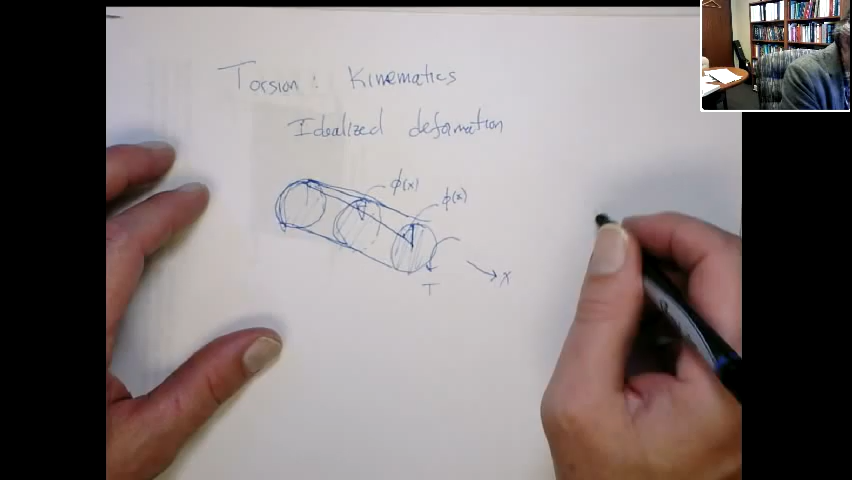 Torsion: Kinematics
Idealized deformation
ϕ(x)
ϕ(x)
x
T